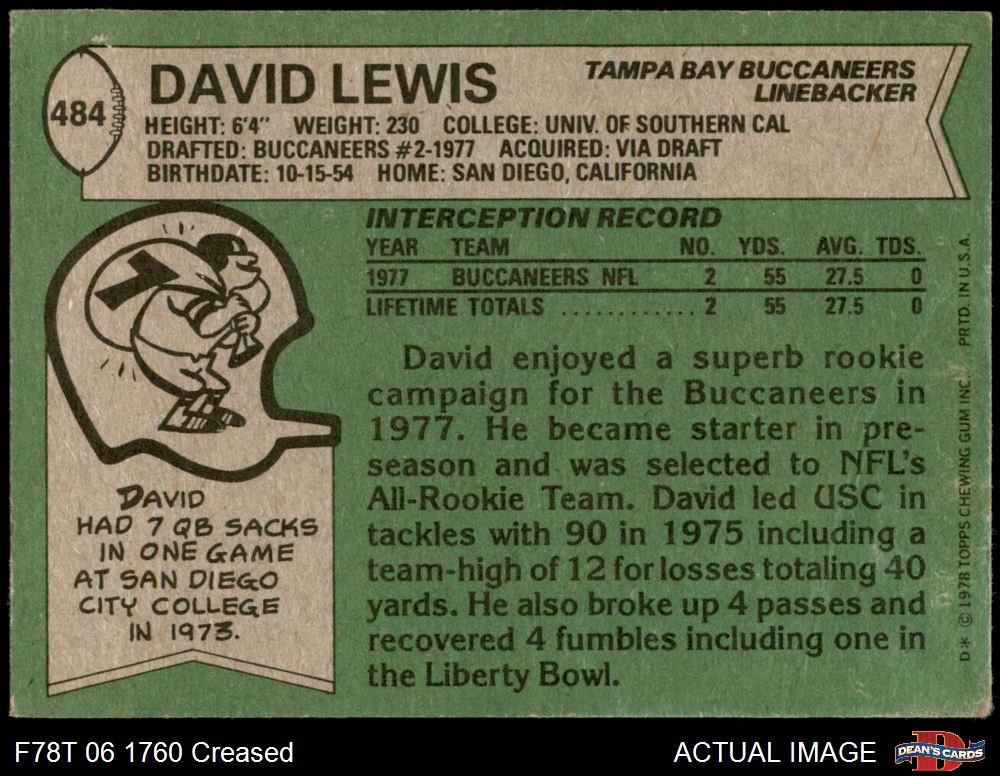 484
DAVID LEWIS
TAMPA BAY BUCCANEERS
LINEBACKER
HEIGHT: 6'4" WEIGHT: 230 COLLEGE: UNIV. OF SOUTHERN CAL
DRAFTED: BUCCANEERS #2-1977 ACQUIRED: VIA DRAFT
BIRTHDATE: 10-15-54 HOME: SAN DIEGO, CALIFORNIA
INTERCEPTION RECORD
YEAR TEAM NO. YDS. AVG. TDS.
1977 BUCCANEERS NFL 2 55 27.5 0
LIFETIME TOTALS ............ 2 55 27.5 0
David enjoyed a superb rookie
campaign for the Buccaneers in
1977. He became starter in pre-
season and was selected to NFL's
All-Rookie Team. David led USC in
tackles with 90 in 1975 including a
team-high of 12 for losses totaling 40
yards. He also broke up 4 passes and
recovered 4 fumbles including one in
the Liberty Bowl.
7
DAVID
HAD 7 QB SACKS
IN ONE GAME
AT SAN DIEGO
CITY COLLEGE
IN 1973.
D* © 1978 TOPPS CHEWING GUM INC. PRTD. IN U.S.A.
F78T 06 1760 Creased
ACTUAL IMAGE
D
DEAN'S CARDS